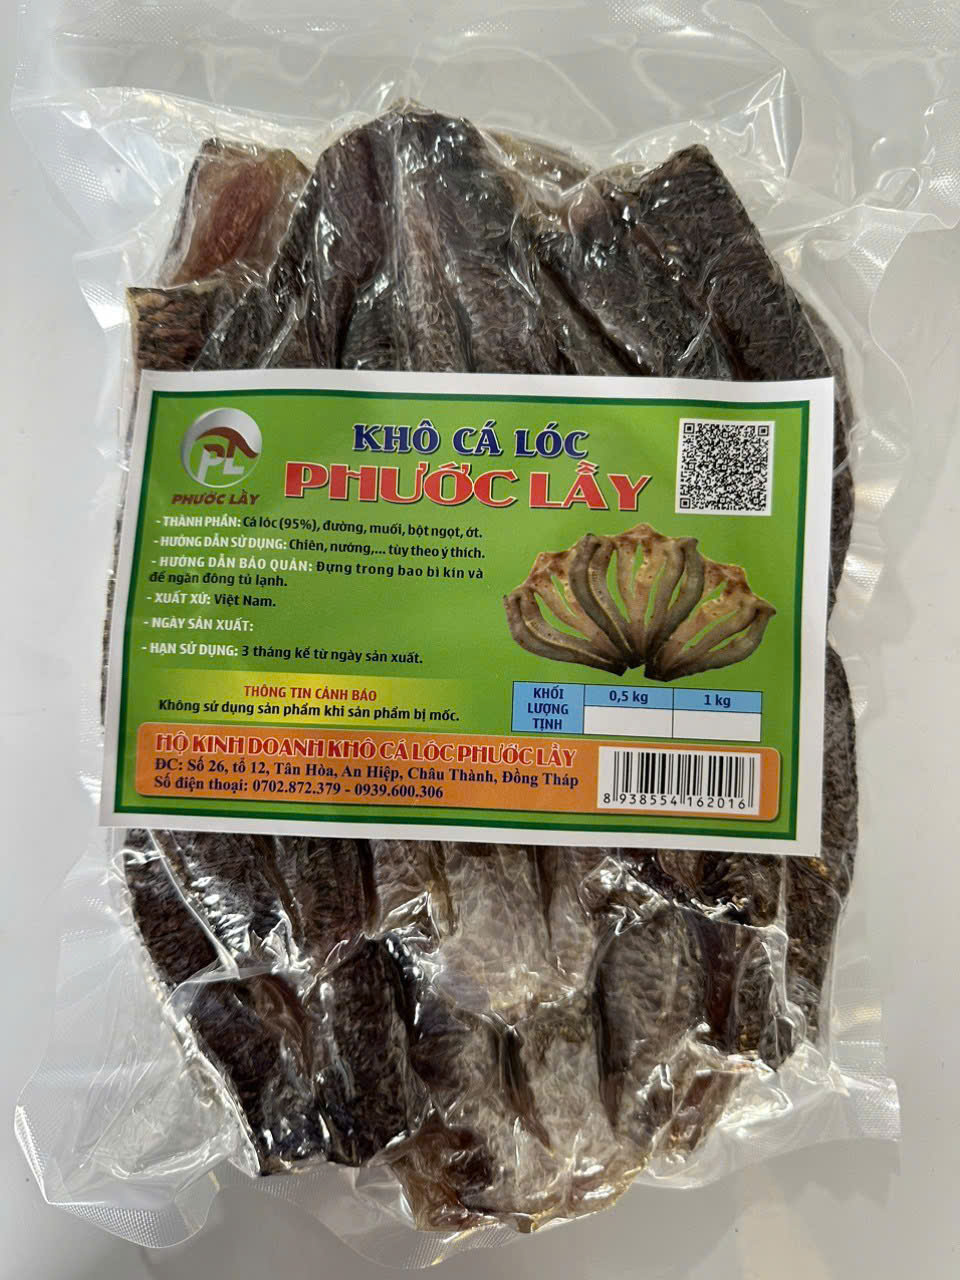 PL
PHƯỚC LẦY
KHÔ CÁ LÓC
PHƯỚC LẦY
- THÀNH PHẦN: Cá lóc (95%), đường, muối, bột ngọt, ớt.
- HƯỚNG DẪN SỬ DỤNG: Chiên, nướng,... tùy theo ý thích.
- HƯỚNG DẪN BẢO QUẢN: Đựng trong bao bì kín và
để ngăn đông tủ lạnh.
- XUẤT XỨ: Việt Nam.
- NGÀY SẢN XUẤT:
- HẠN SỬ DỤNG: 3 tháng kể từ ngày sản xuất.
THÔNG TIN CẢNH BÁO
Không sử dụng sản phẩm khi sản phẩm bị mốc.
KHỐI
LƯỢNG
TỊNH
0,5 kg
1 kg
HỘ KINH DOANH KHÔ CÁ LÓC PHƯỚC LẦY
ĐC: Số 26, tổ 12, Tân Hòa, An Hiệp, Châu Thành, Đồng Tháp
Số điện thoại: 0702.872.379 - 0939.600.306
8 938554 162016